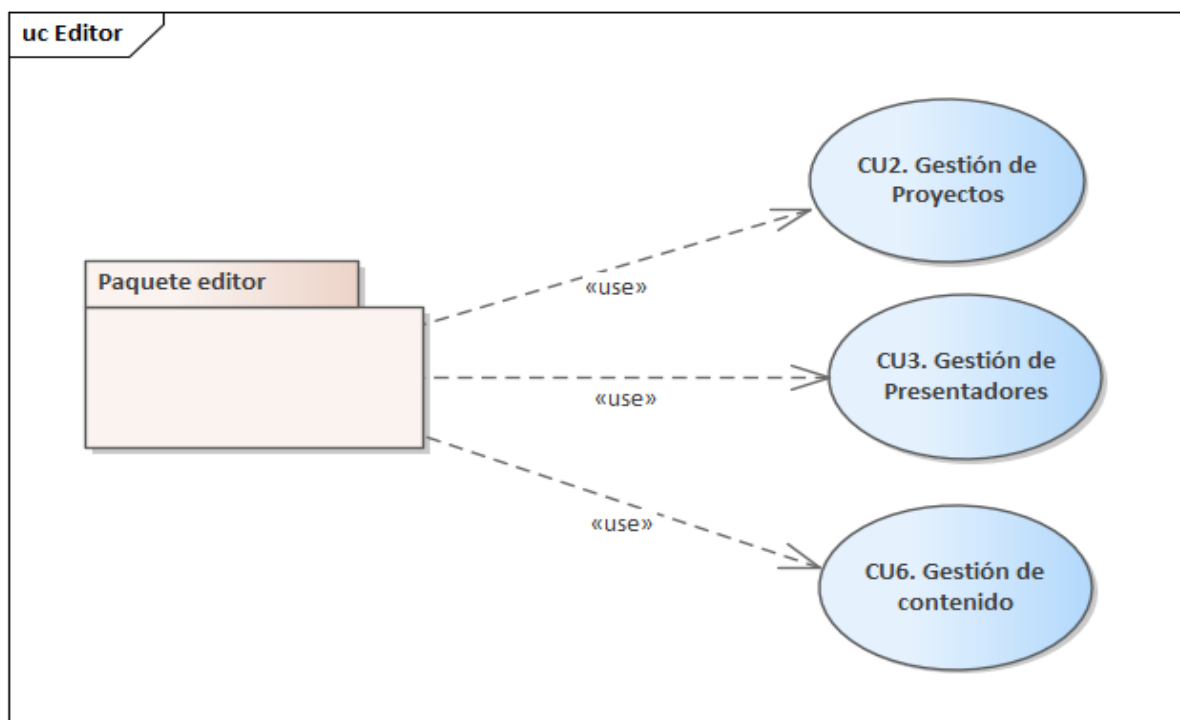 uc Editor
CU2. Gestión de
Proyectos
Paquete editor
«use»
CU3. Gestión de
Presentadores
«use»
«use»
CU6. Gestión de
contenido